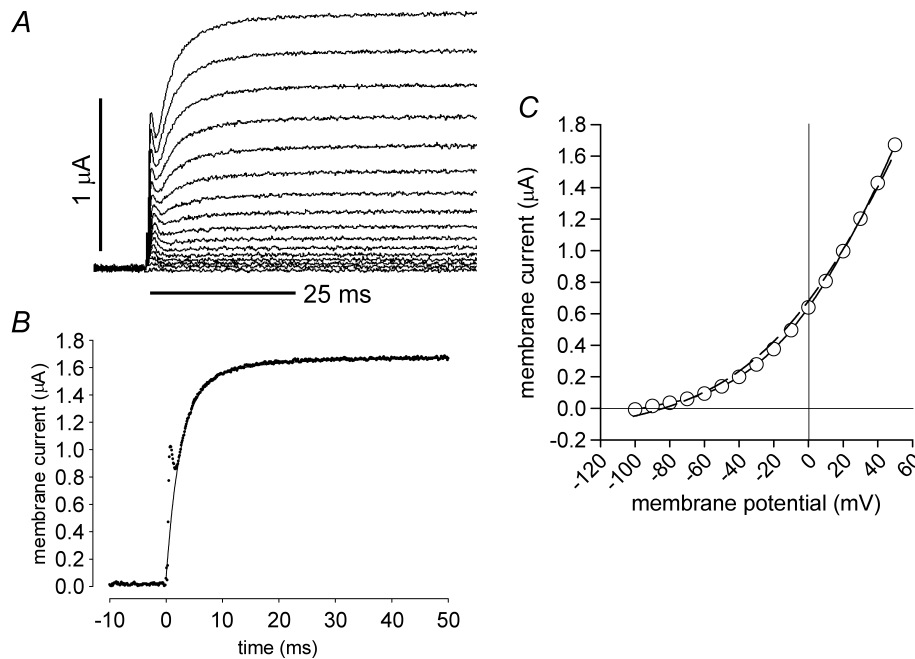 A
1 μA
25 ms
B
membrane current (μA)
1.8
1.6
1.4
1.2
1.0
0.8
0.6
0.4
0.2
0.0
-10 0 10 20 30 40 50
time (ms)
C
membrane current (μA)
1.8
1.6
1.4
1.2
1.0
0.8
0.6
0.4
0.2
0.0
-0.2
-120 -100 -80 -60 -40 -20 0 20 40 60
membrane potential (mV)